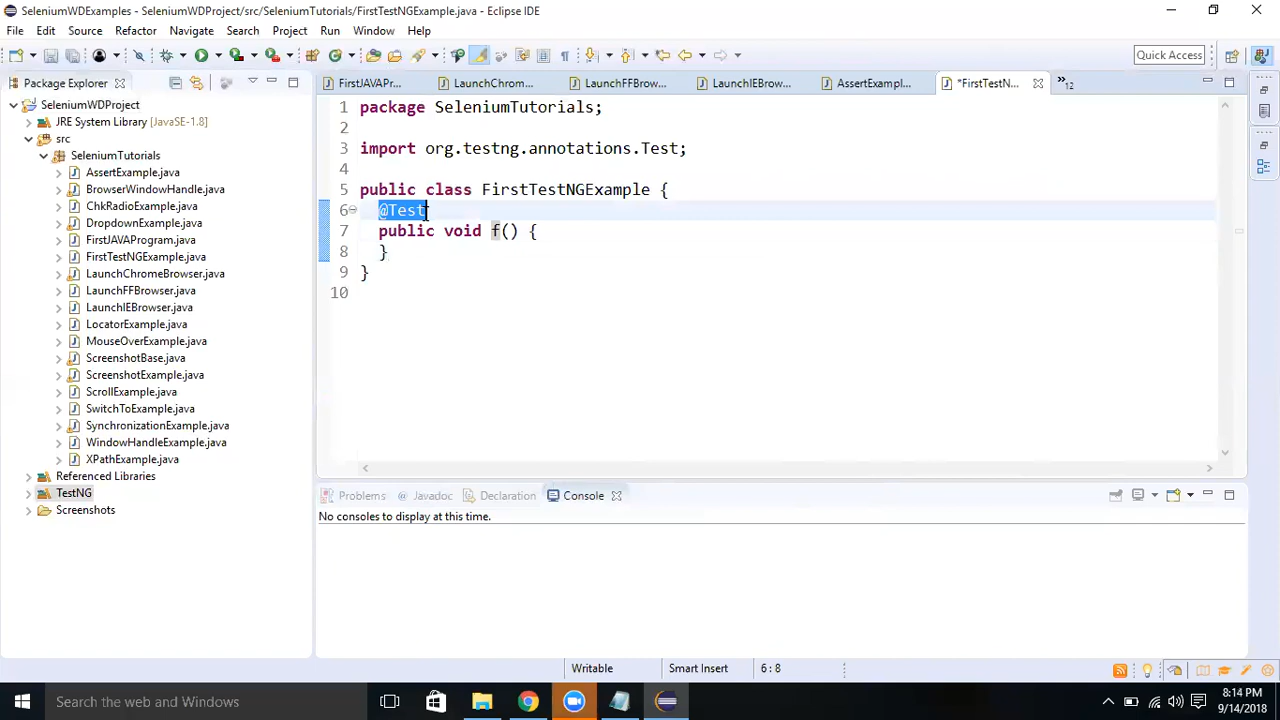 SeleniumWDExamples - SeleniumWDProject/src/SeleniumTutorials/FirstTestNGExample.java - Eclipse IDE
File Edit Source Refactor Navigate Search Project Run Window Help
Quick Access
Package Explorer
FirstJAVAPr...
LaunchChrom...
LaunchFFBrow...
LaunchIEBrow...
AssertExampl...
*FirstTestN...
»12
SeleniumWDProject
JRE System Library [JavaSE-1.8]
src
SeleniumTutorials
AssertExample.java
BrowserWindowHandle.java
ChkRadioExample.java
DropdownExample.java
FirstJAVAProgram.java
FirstTestNGExample.java
LaunchChromeBrowser.java
LaunchFFBrowser.java
LaunchIEBrowser.java
LocatorExample.java
MouseOverExample.java
ScreenshotBase.java
ScreenshotExample.java
ScrollExample.java
SwitchToExample.java
SynchronizationExample.java
WindowHandleExample.java
XPathExample.java
Referenced Libraries
TestNG
Screenshots
1 package SeleniumTutorials;
2
3 import org.testng.annotations.Test;
4
5 public class FirstTestNGExample {
6 @Test
7 public void f() {
8 }
9 }
10
Problems @ Javadoc Declaration Console
No consoles to display at this time.
Writable
Smart Insert
6 : 8
Search the web and Windows
8:14 PM
9/14/2018